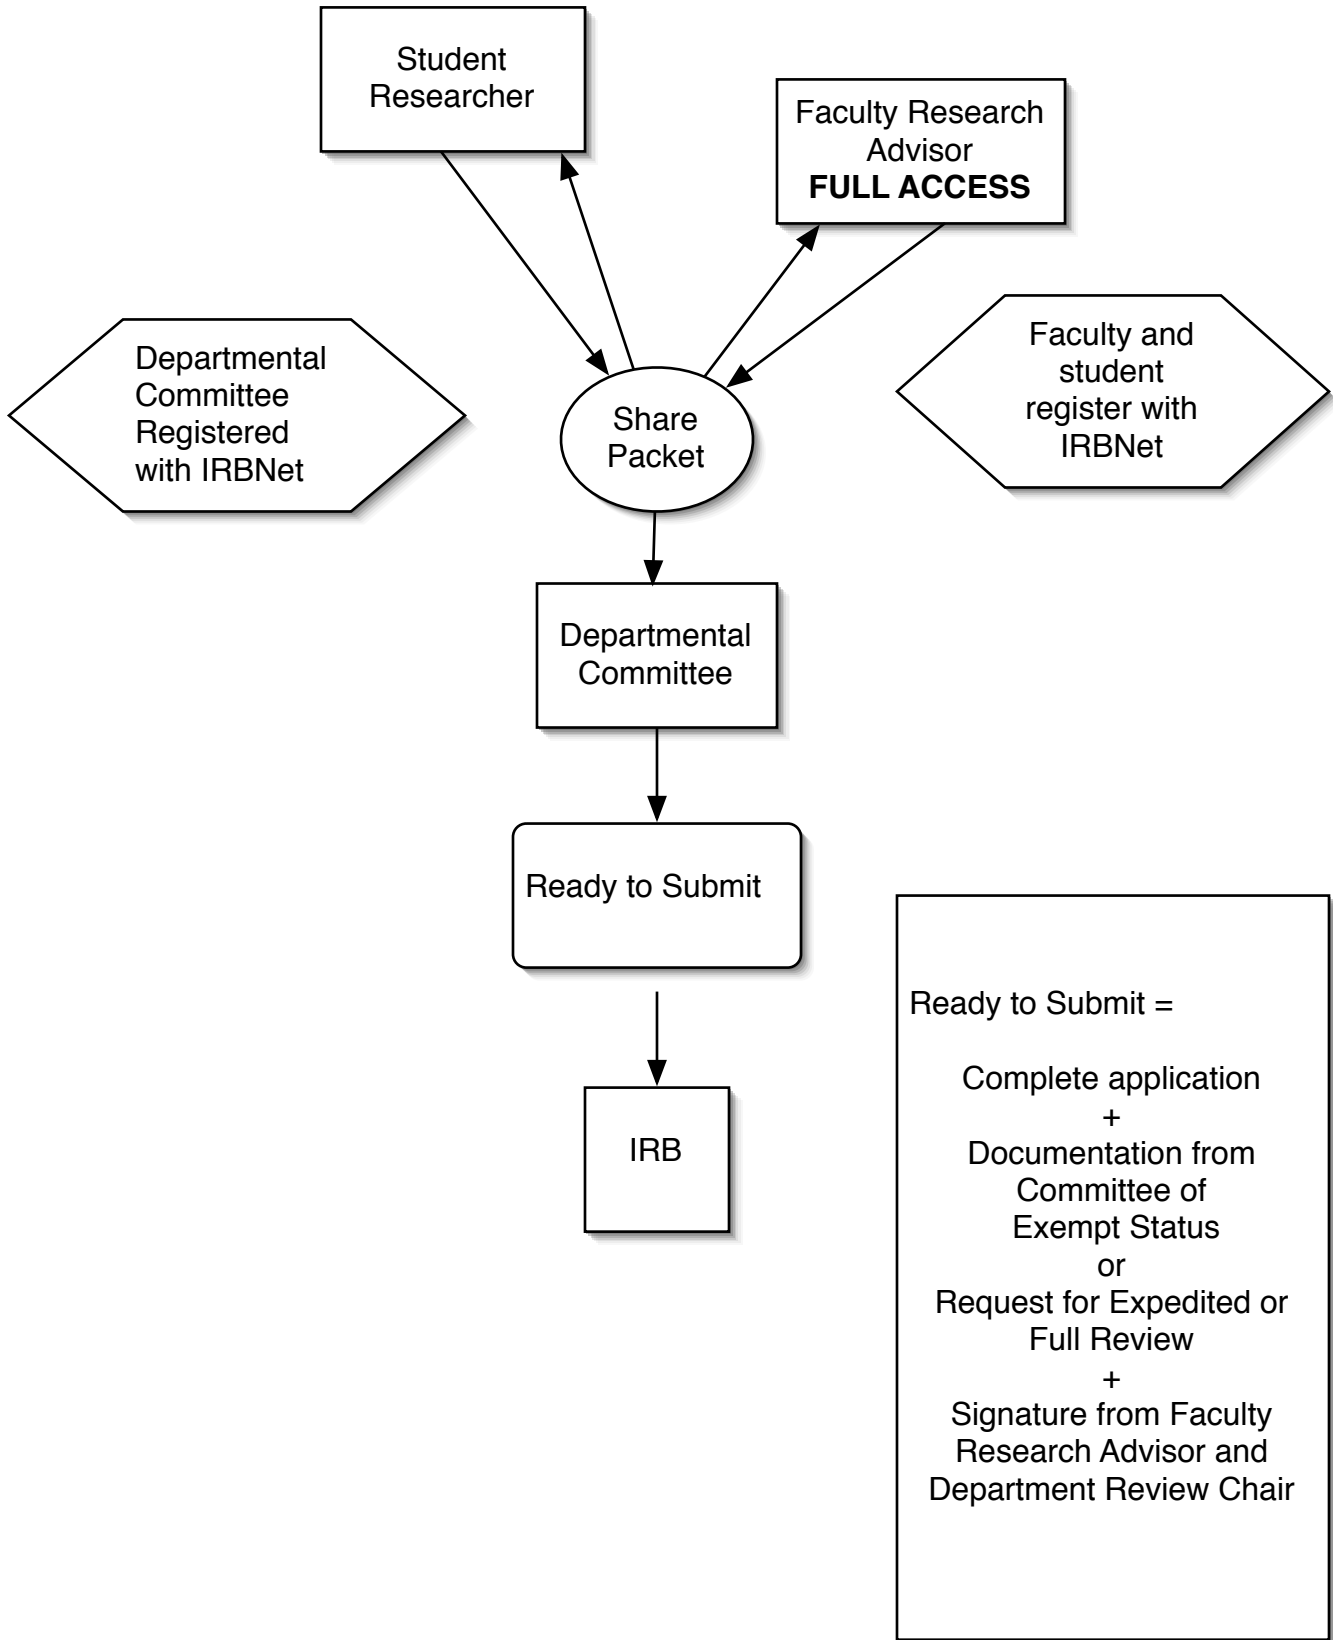 Student
Researcher
Faculty Research
Advisor
FULL ACCESS
Departmental
Committee
Registered
with IRBNet
Share
Packet
Faculty and
student
register with
IRBNet
Departmental
Committee
Ready to Submit
IRB
Ready to Submit =
Complete application
+
Documentation from
Committee of
Exempt Status
or
Request for Expedited or
Full Review
+
Signature from Faculty
Research Advisor and
Department Review Chair